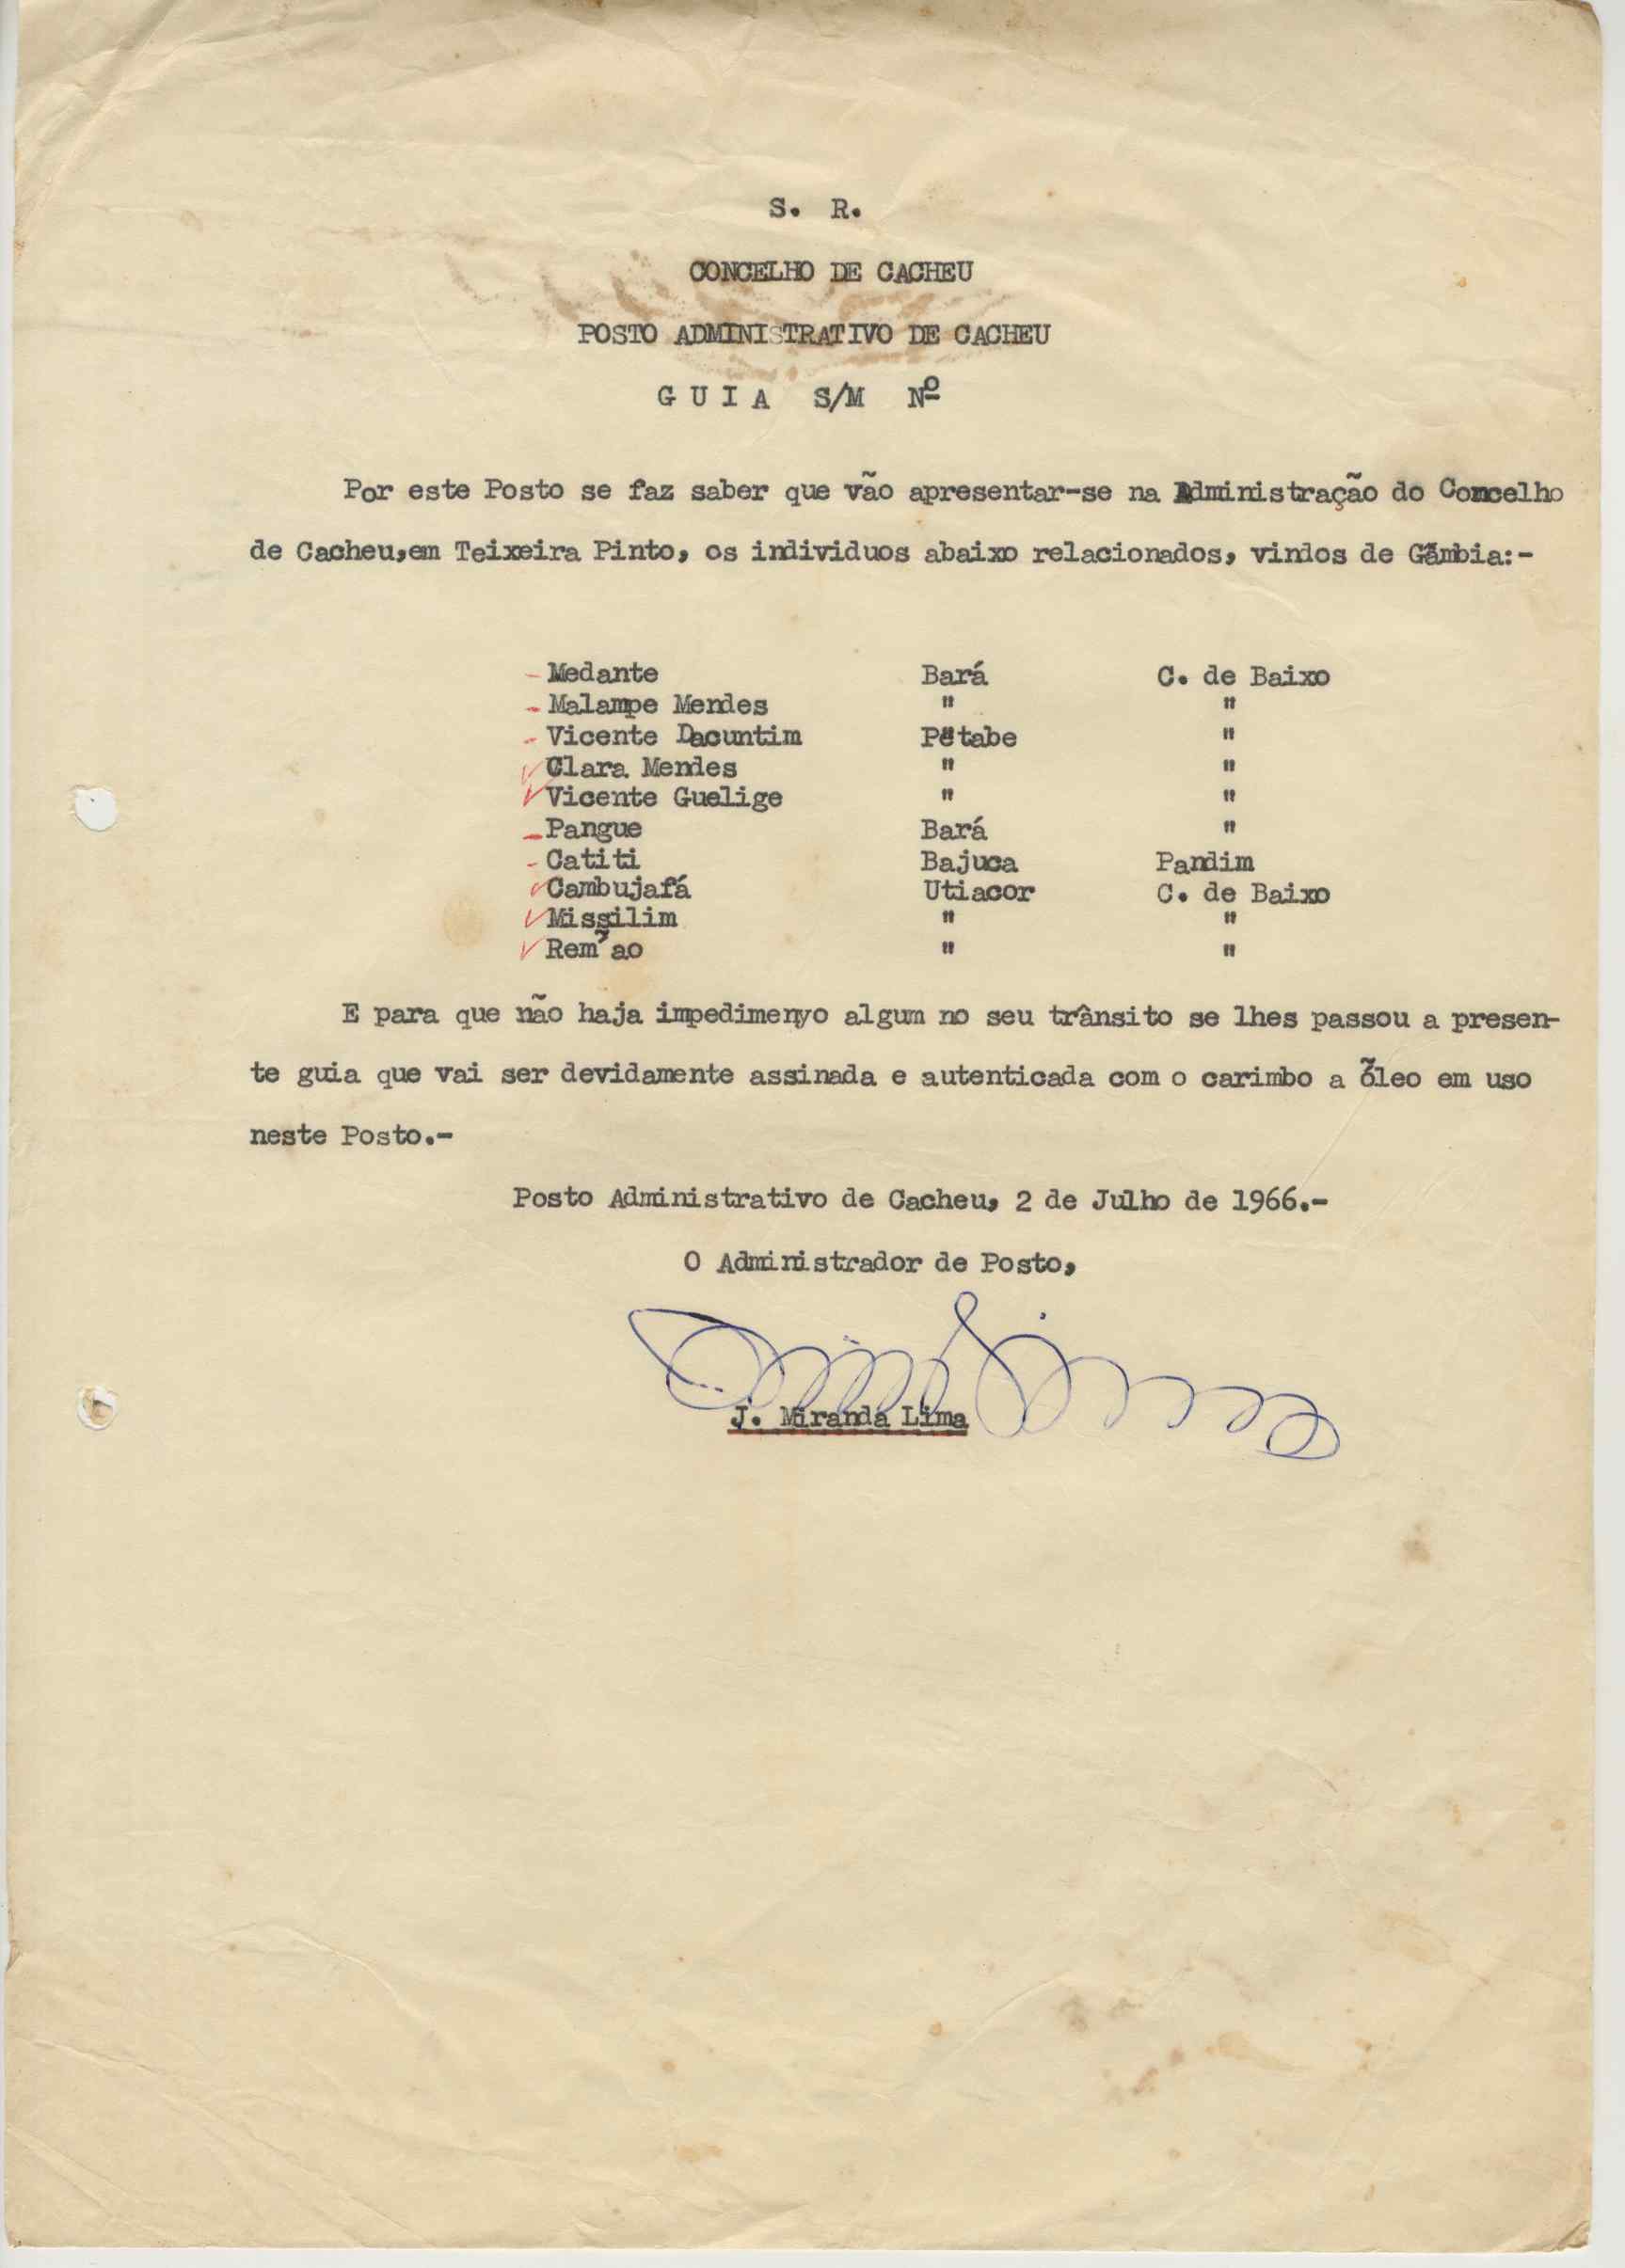 S. R.
CONCELHO DE CACHEU
POSTO ADMINISTRATIVO DE CACHEU
G U I A S/M Nº
Por este Posto se faz saber que vão apresentar-se na Administração do Concelho
de Cacheu,em Teixeira Pinto, os individuos abaixo relacionados, vindos de Gãmbia:-
- Medante Bará C. de Baixo
- Malampe Mendes " "
- Vicente Dacuntim Petabe "
✓ Clara Mendes " "
✓ Vicente Guelige " "
- Pangue Bará "
- Catiti Bajuca Pandim
✓ Cambujafá Utiacor C. de Baixo
✓ Missilim " "
✓ Rem~ao " "
E para que não haja impedimenyo algum no seu trânsito se lhes passou a presen-
te guia que vai ser devidamente assinada e autenticada com o carimbo a õleo em uso
neste Posto.-
Posto Administrativo de Cacheu, 2 de Julho de 1966.-
O Administrador de Posto,
J. Miranda Lima